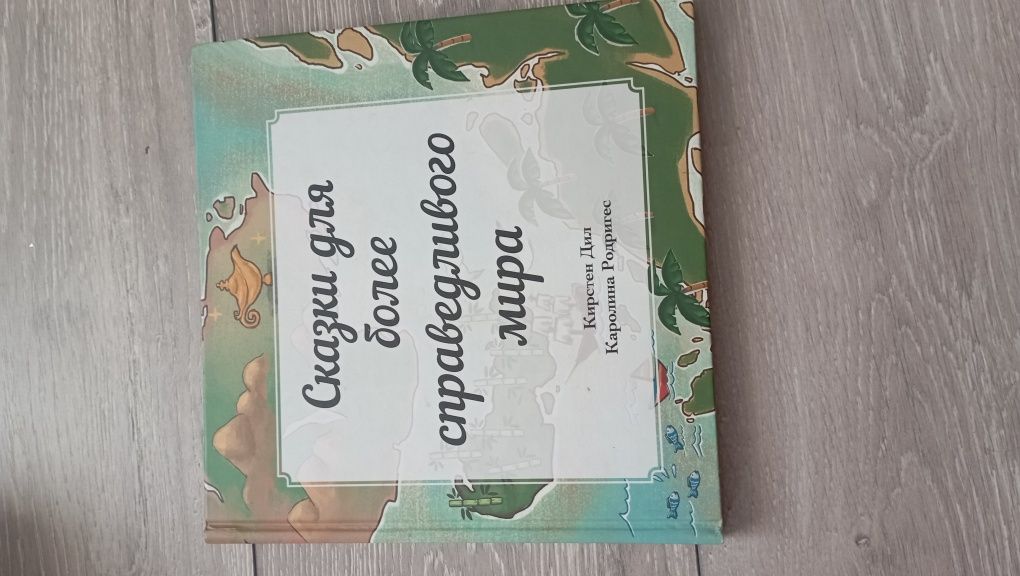 Сказки для
более
справедливого
мира
Кирстен Дил
Каролина Родригес